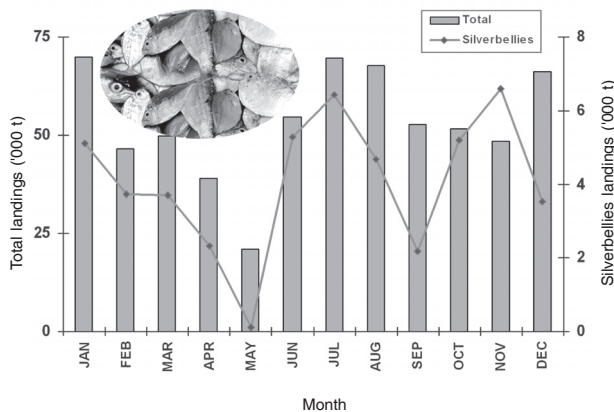 Total
Silverbellies
75
50
25
0
Total landings ('000 t)
8
6
4
2
0
Silverbellies landings ('000 t)
JAN
FEB
MAR
APR
MAY
JUN
JUL
AUG
SEP
OCT
NOV
DEC
Month